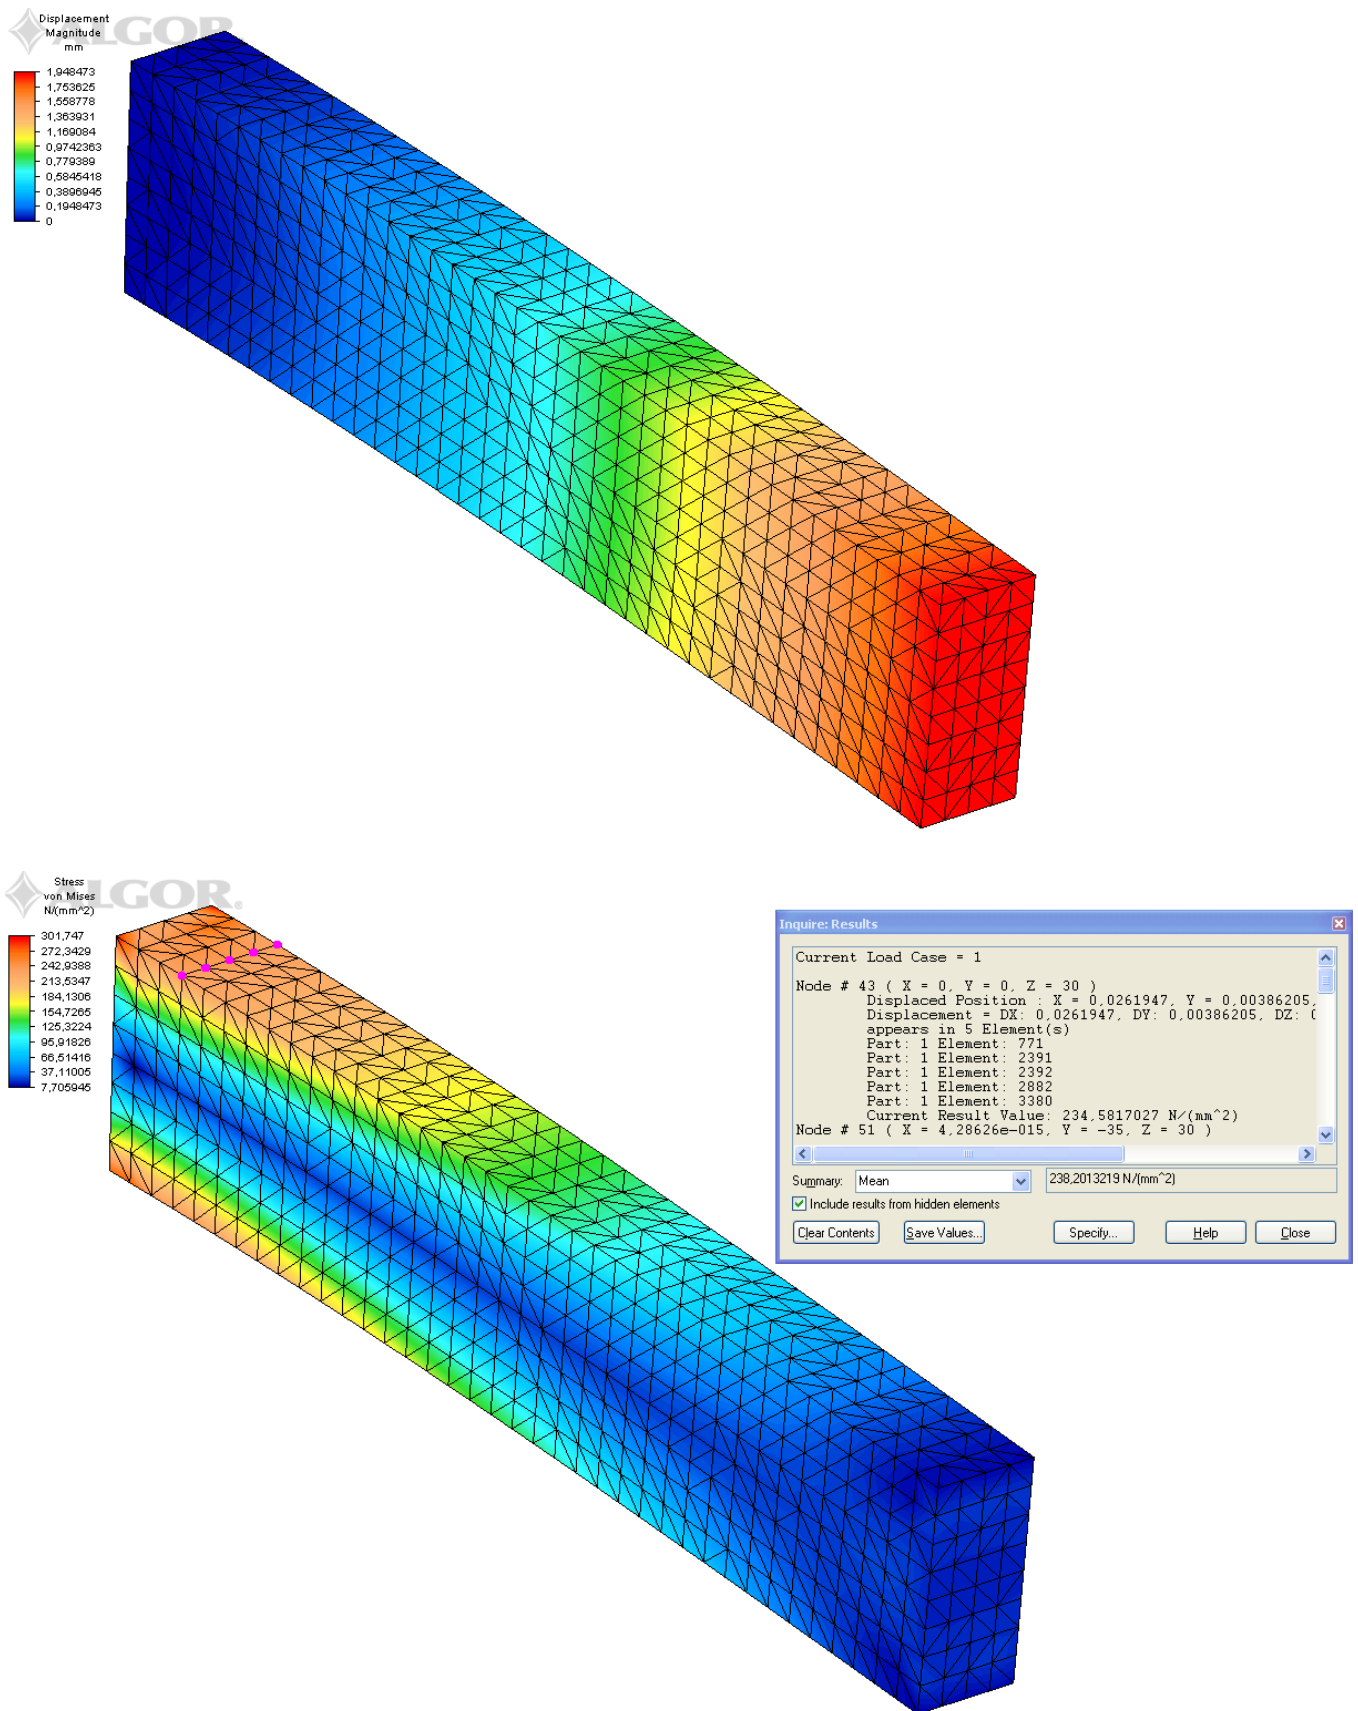 ALGOR
Displacement
Magnitude
mm
1,948473
1,753625
1,558778
1,363931
1,169084
0,9742363
0,779389
0,5845418
0,3896945
0,1948473
0
ALGOR.
Stress
von Mises
N/(mm^2)
301,747
272,3429
242,9388
213,5347
184,1306
154,7265
125,3224
95,91826
66,51416
37,11005
7,705945
Inquire: Results
Current Load Case = 1
Node # 43 ( X = 0, Y = 0, Z = 30 )
Displaced Position : X = 0,0261947, Y = 0,00386205,
Displacement = DX: 0,0261947, DY: 0,00386205, DZ:
appears in 5 Element(s)
Part: 1 Element: 771
Part: 1 Element: 2391
Part: 1 Element: 2392
Part: 1 Element: 2882
Part: 1 Element: 3380
Current Result Value: 234,5817027 N/(mm^2)
Node # 51 ( X = 4,28626e-015, Y = -35, Z = 30 )
Summary: Mean 238,2013219 N/(mm^2)
Include results from hidden elements
Clear Contents Save Values... Specify... Help Close